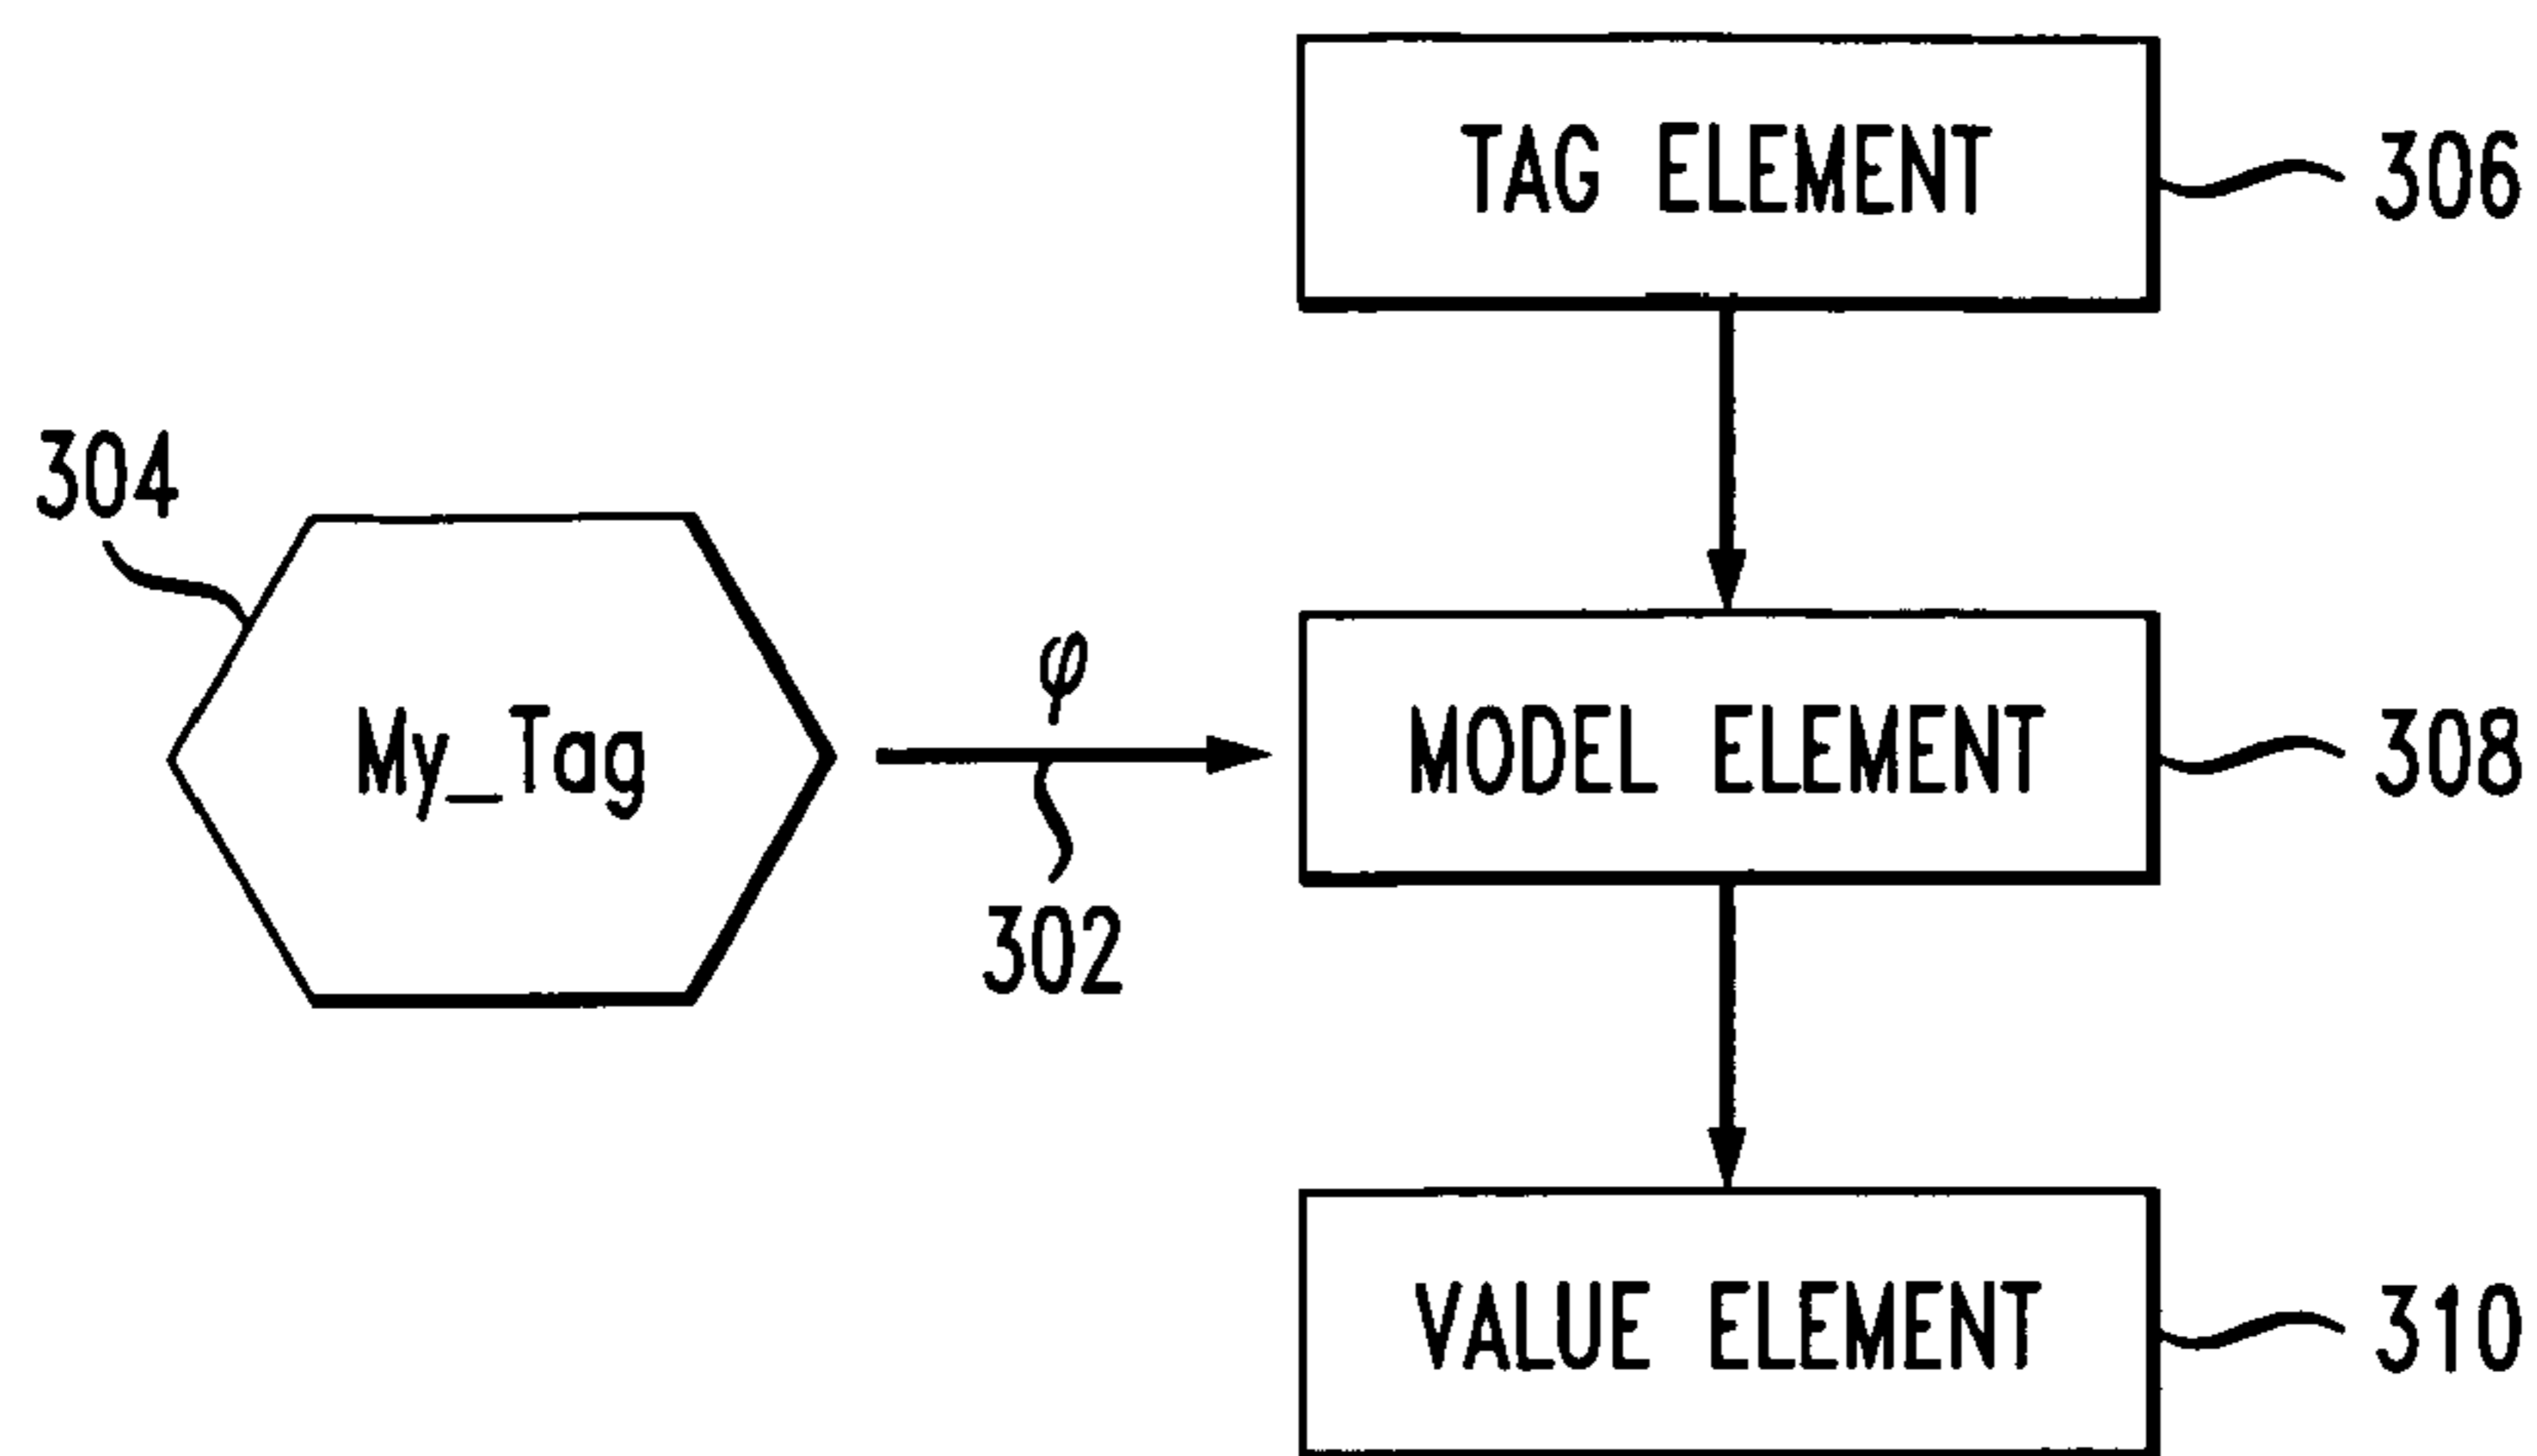 TAG ELEMENT
306
304
My_Tag
φ
302
MODEL ELEMENT
308
VALUE ELEMENT
310